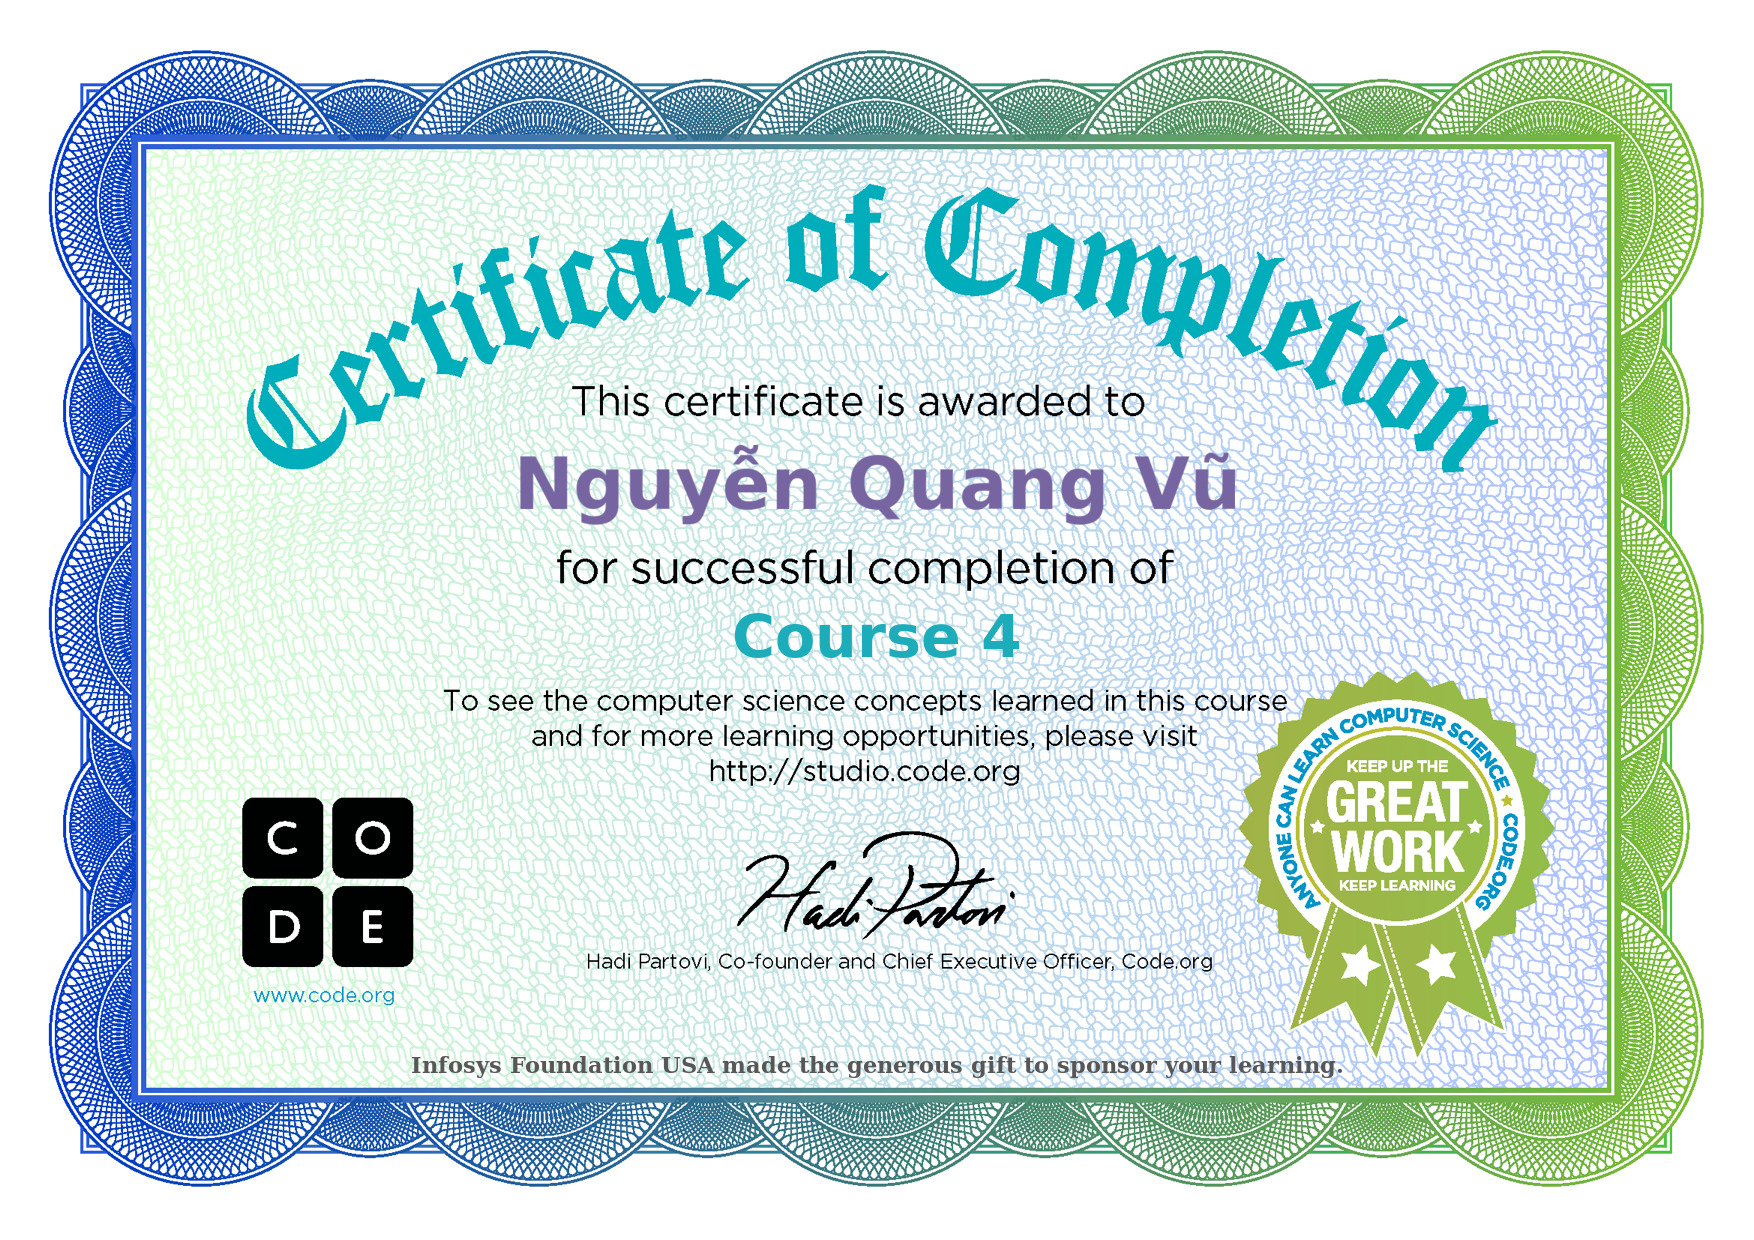 Certificate of Completion
This certificate is awarded to
Nguyễn Quang Vũ
for successful completion of
Course 4
To see the computer science concepts learned in this course
and for more learning opportunities, please visit
http://studio.code.org
C O
D E
www.code.org
Hadi Partovi
Hadi Partovi, Co-founder and Chief Executive Officer, Code.org
ANYONE CAN LEARN COMPUTER SCIENCE CODE.ORG
KEEP UP THE
GREAT
WORK
KEEP LEARNING
Infosys Foundation USA made the generous gift to sponsor your learning.